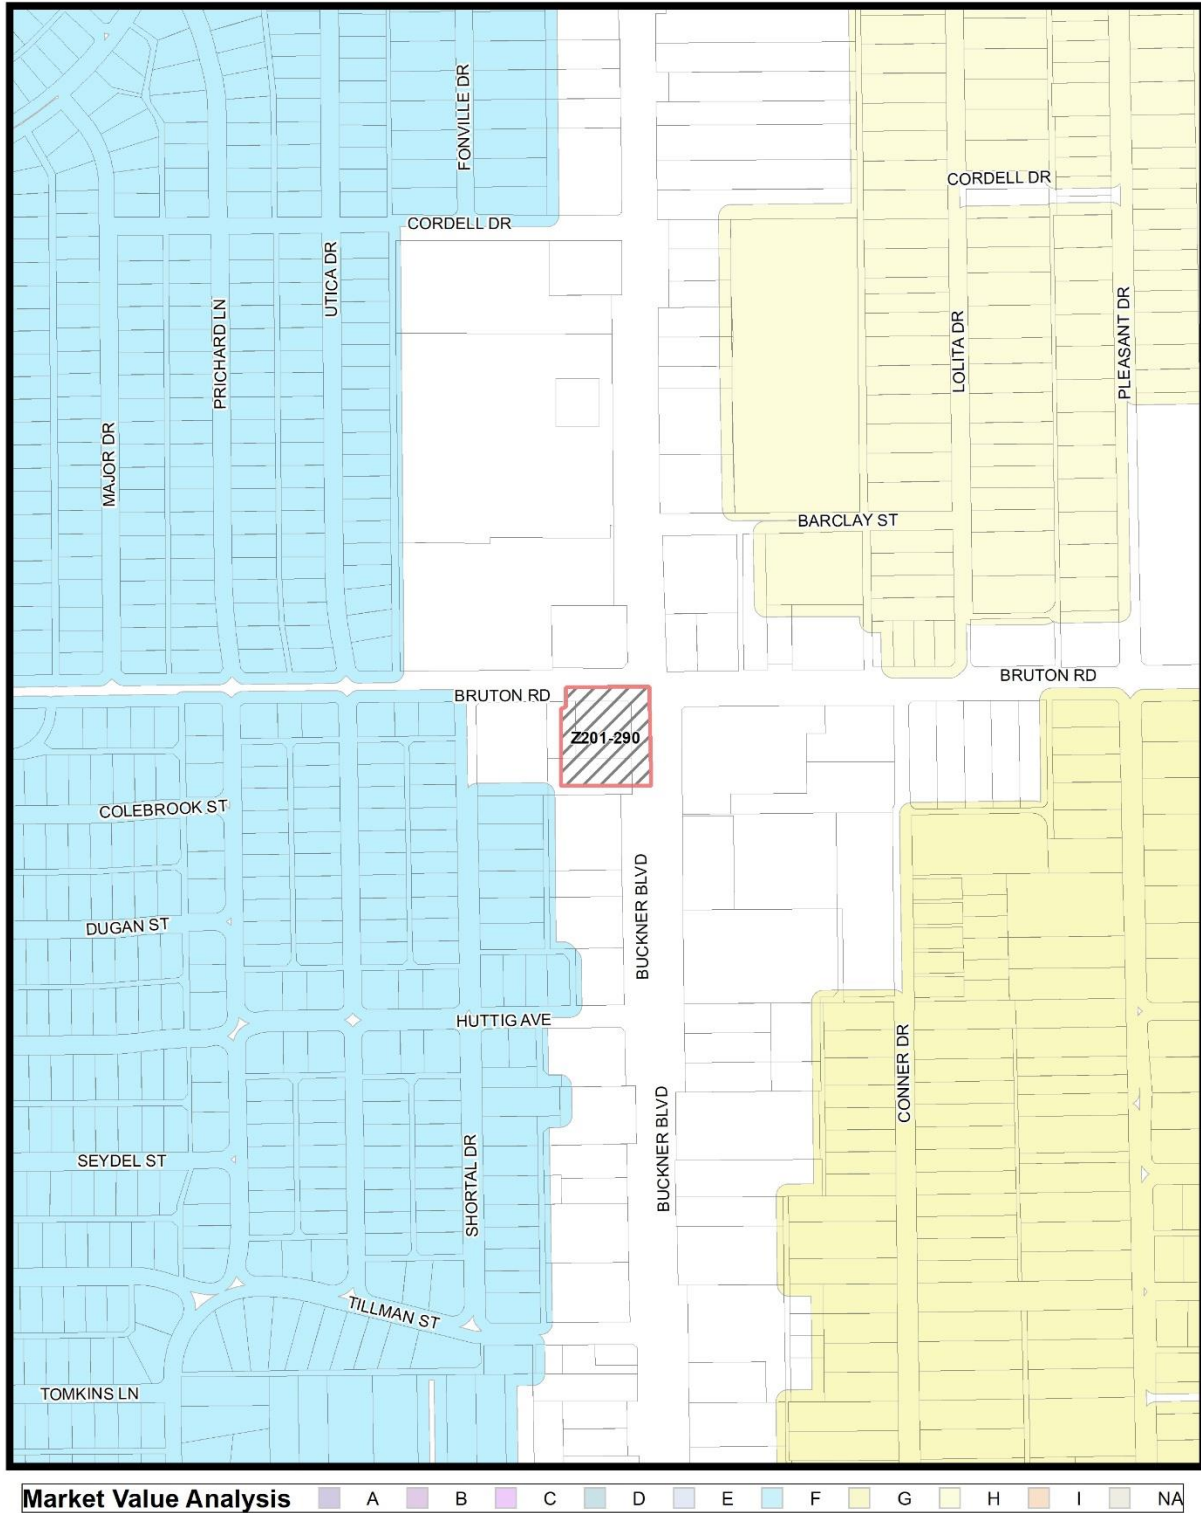 FONVILLE DR
CORDELL DR
CORDELL DR
UTICA DR
PRICHARD LN
LOLITA DR
PLEASANT DR
MAJOR DR
BARCLAY ST
BRUTON RD
BRUTON RD
Z201-290
COLEBROOK ST
BUCKNER BLVD
DUGAN ST
HUTTIG AVE
CONNER DR
BUCKNER BLVD
SEYDEL ST
SHORTAL DR
TILLMAN ST
TOMKINS LN
Market Value Analysis A B C D E F G H I NA